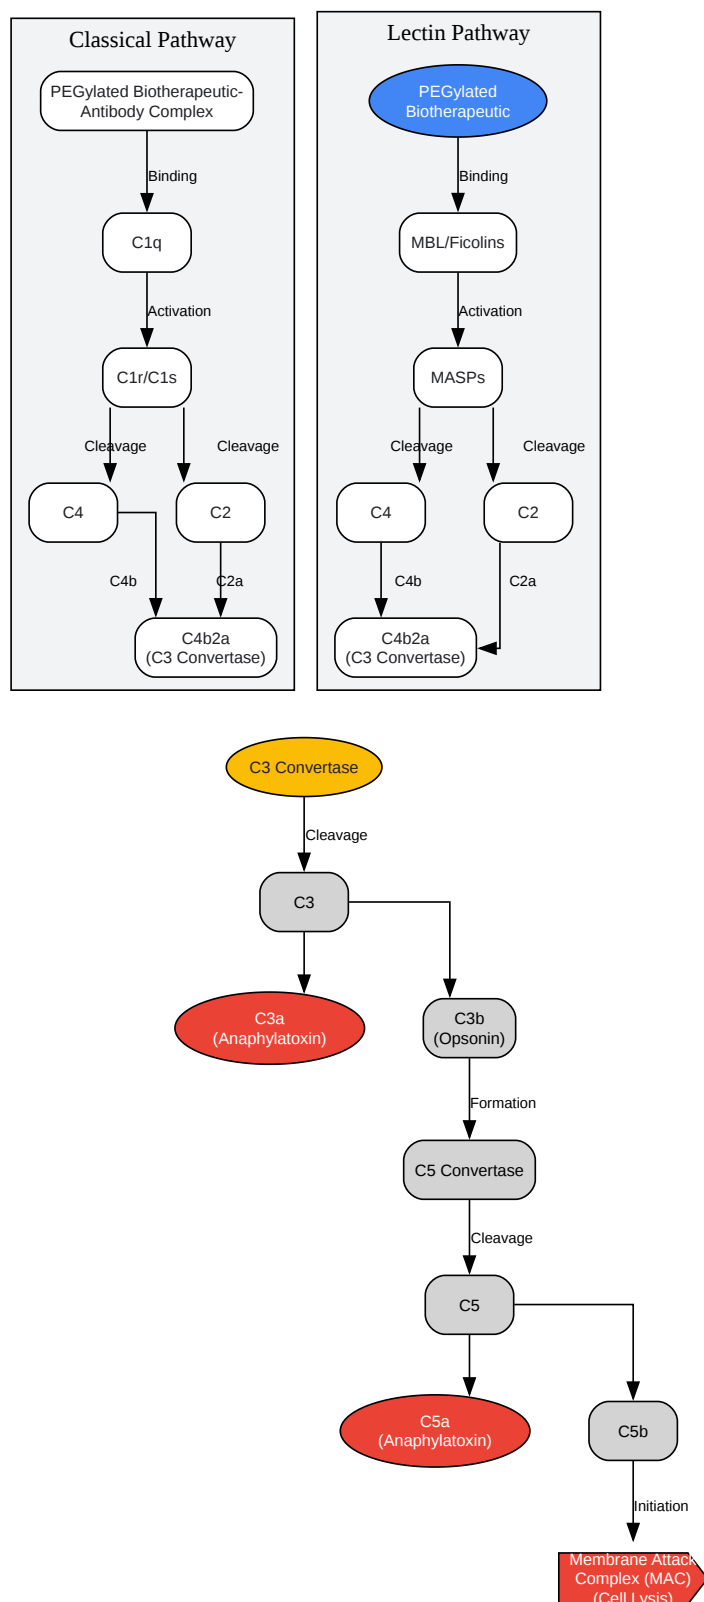 Classical Pathway
PEGylated Biotherapeutic-
Antibody Complex
Binding
C1q
Activation
C1r/C1s
Cleavage
Cleavage
C4
C2
C4b
C2a
C4b2a
(C3 Convertase)
Lectin Pathway
PEGylated
Biotherapeutic
Binding
MBL/Ficolins
Activation
MASPs
Cleavage
Cleavage
C4
C2
C4b
C2a
C4b2a
(C3 Convertase)
C3 Convertase
Cleavage
C3
C3a
(Anaphylatoxin)
C3b
(Opsonin)
Formation
C5 Convertase
Cleavage
C5
C5a
(Anaphylatoxin)
C5b
Initiation
Membrane Attack
Complex (MAC)
(Cell Lysis)